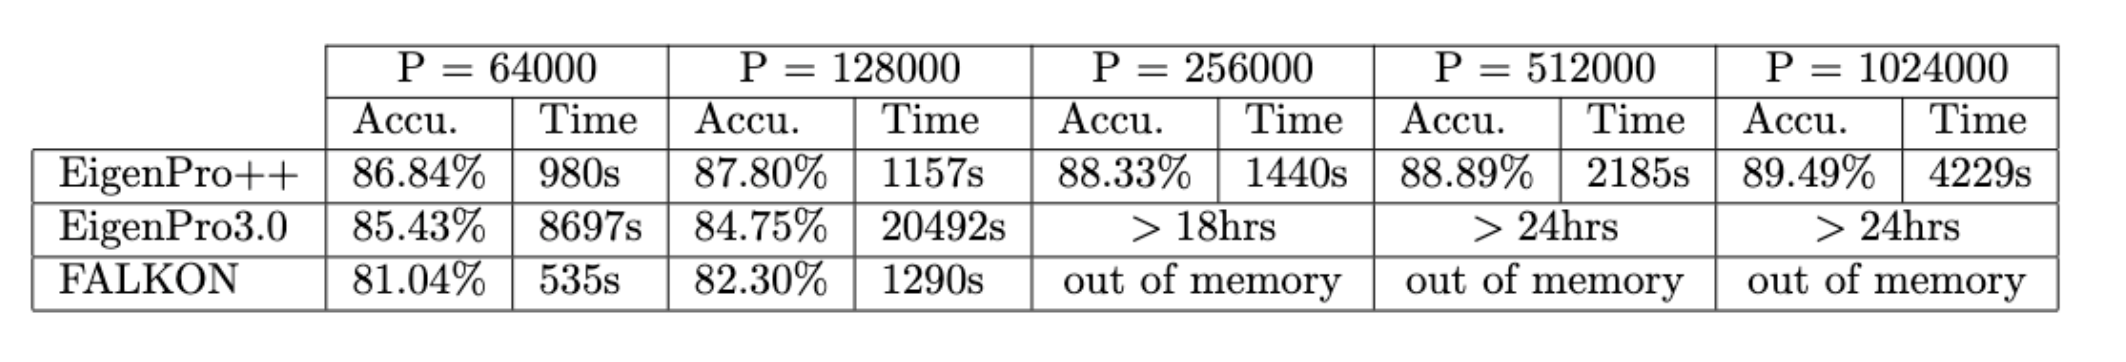 P = 64000 P = 128000 P = 256000 P = 512000 P = 1024000
Accu. Time Accu. Time Accu. Time Accu. Time Accu. Time
EigenPro++ 86.84% 980s 87.80% 1157s 88.33% 1440s 88.89% 2185s 89.49% 4229s
EigenPro3.0 85.43% 8697s 84.75% 20492s > 18hrs > 24hrs > 24hrs
FALKON 81.04% 535s 82.30% 1290s out of memory out of memory out of memory